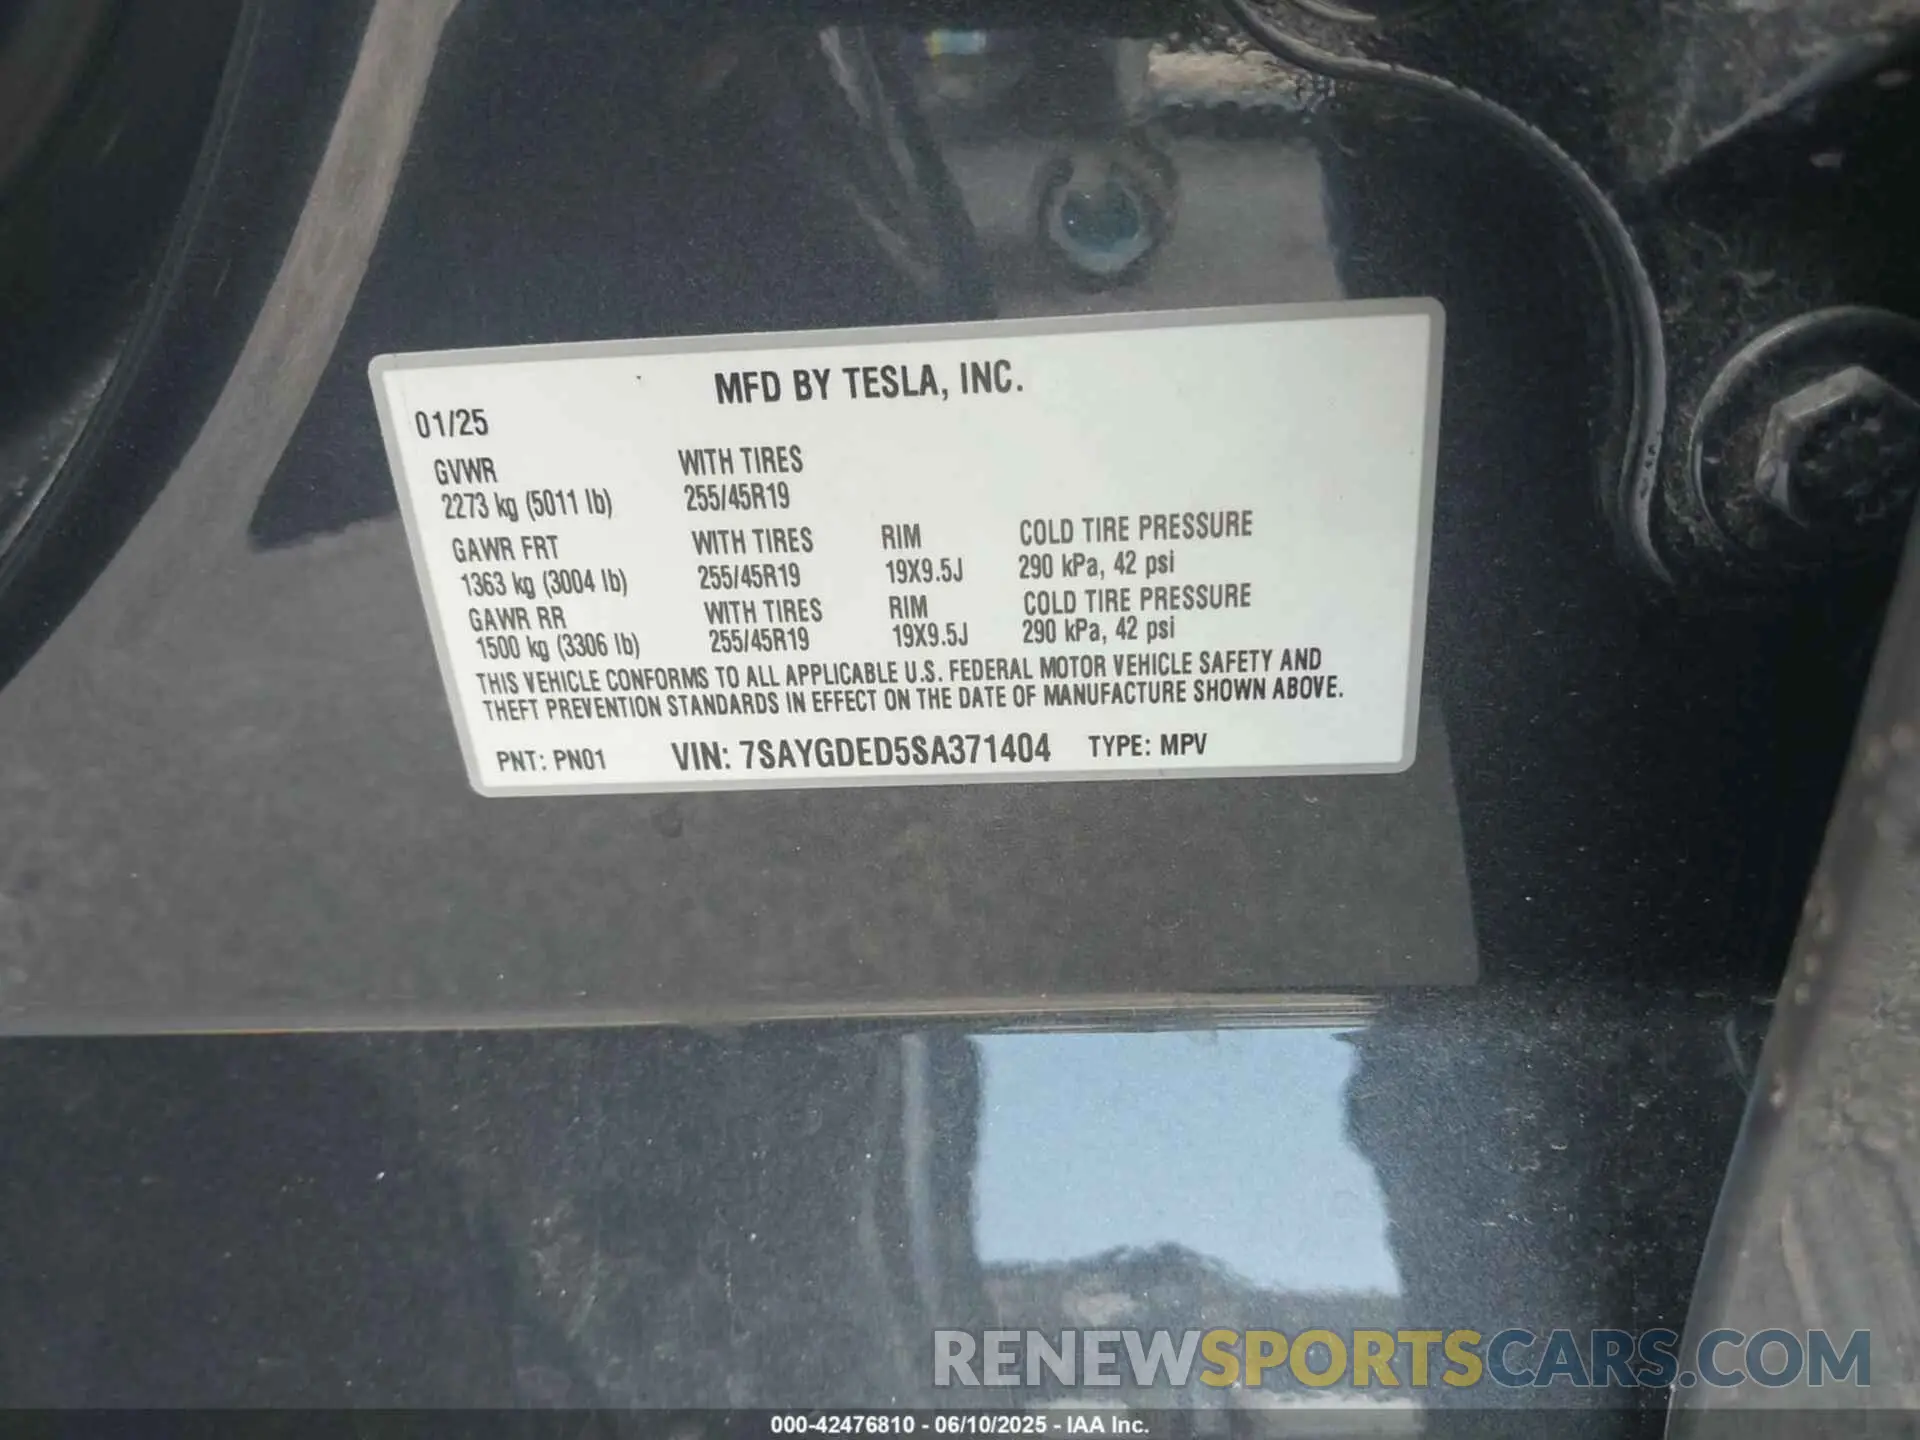 MFD BY TESLA, INC.
01/25
GVWR WITH TIRES
2273 kg (5011 lb) 255/45R19
GAWR FRT WITH TIRES RIM COLD TIRE PRESSURE
1363 kg (3004 lb) 255/45R19 19X9.5J 290 kPa, 42 psi
GAWR RR WITH TIRES RIM COLD TIRE PRESSURE
1500 kg (3306 lb) 255/45R19 19X9.5J 290 kPa, 42 psi
THIS VEHICLE CONFORMS TO ALL APPLICABLE U.S. FEDERAL MOTOR VEHICLE SAFETY AND
THEFT PREVENTION STANDARDS IN EFFECT ON THE DATE OF MANUFACTURE SHOWN ABOVE.
PNT: PN01 VIN: 7SAYGDED5SA371404 TYPE: MPV
RENEWSPORTSCARS.COM
000-42476810 - 06/10/2025 - IAA Inc.